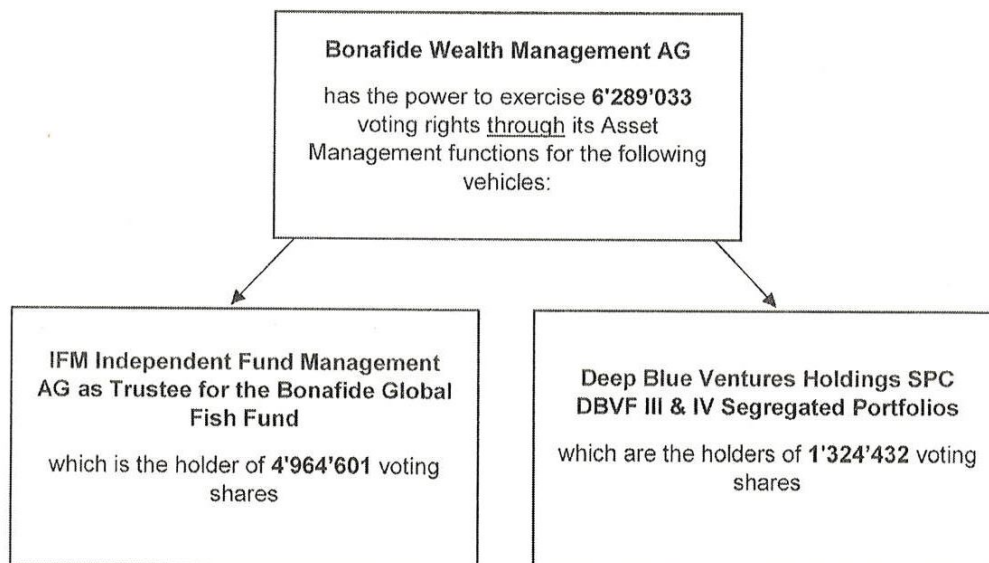 Bonafide Wealth Management AG
has the power to exercise 6'289'033
voting rights through its Asset
Management functions for the following
vehicles:
IFM Independent Fund Management
AG as Trustee for the Bonafide Global
Fish Fund
which is the holder of 4'964'601 voting
shares
Deep Blue Ventures Holdings SPC
DBVF III & IV Segregated Portfolios
which are the holders of 1'324'432 voting
shares